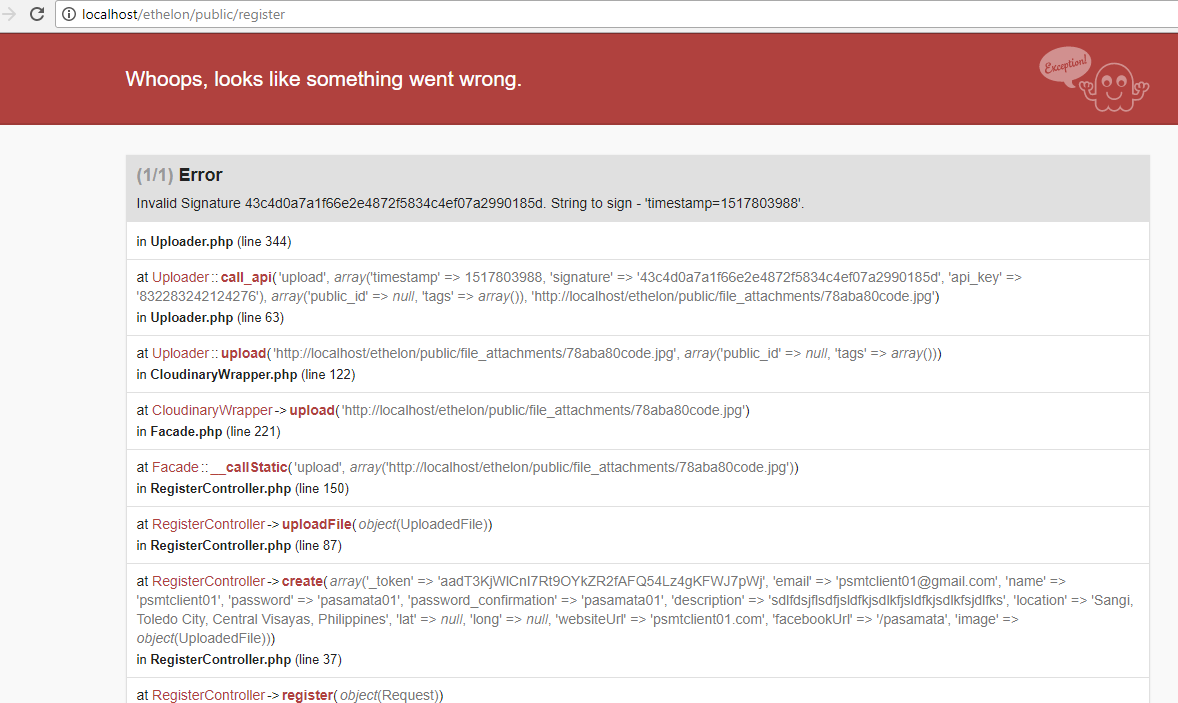 localhost/ethelon/public/register
Whoops, looks like something went wrong.
Exception!
(1/1) Error
Invalid Signature 43c4d0a7a1f66e2e4872f5834c4ef07a2990185d. String to sign - 'timestamp=1517803988'.
in Uploader.php (line 344)
at Uploader::call_api('upload', array('timestamp' => 1517803988, 'signature' => '43c4d0a7a1f66e2e4872f5834c4ef07a2990185d', 'api_key' =>
'832283242124276'), array('public_id' => null, 'tags' => array()), 'http://localhost/ethelon/public/file_attachments/78aba80code.jpg')
in Uploader.php (line 63)
at Uploader::upload('http://localhost/ethelon/public/file_attachments/78aba80code.jpg', array('public_id' => null, 'tags' => array()))
in CloudinaryWrapper.php (line 122)
at CloudinaryWrapper->upload('http://localhost/ethelon/public/file_attachments/78aba80code.jpg')
in Facade.php (line 221)
at Facade::__callStatic('upload', array('http://localhost/ethelon/public/file_attachments/78aba80code.jpg'))
in RegisterController.php (line 150)
at RegisterController->uploadFile(object(UploadedFile))
in RegisterController.php (line 87)
at RegisterController->create(array('_token' => 'aadT3KjWlCnI7Rt9OYkZR2fAFQ54Lz4gKFWJ7pWj', 'email' => 'psmtclient01@gmail.com', 'name' =>
'psmtclient01', 'password' => 'pasamata01', 'password_confirmation' => 'pasamata01', 'description' => 'sdlfdsjflsdfjsldfkjsdlkfjsldfkjsdlkfsjdlfks', 'location' => 'Sangi,
Toledo City, Central Visayas, Philippines', 'lat' => null, 'long' => null, 'websiteUrl' => 'psmtclient01.com', 'facebookUrl' => '/pasamata', 'image' =>
object(UploadedFile)))
in RegisterController.php (line 37)
at RegisterController->register(object(Request))